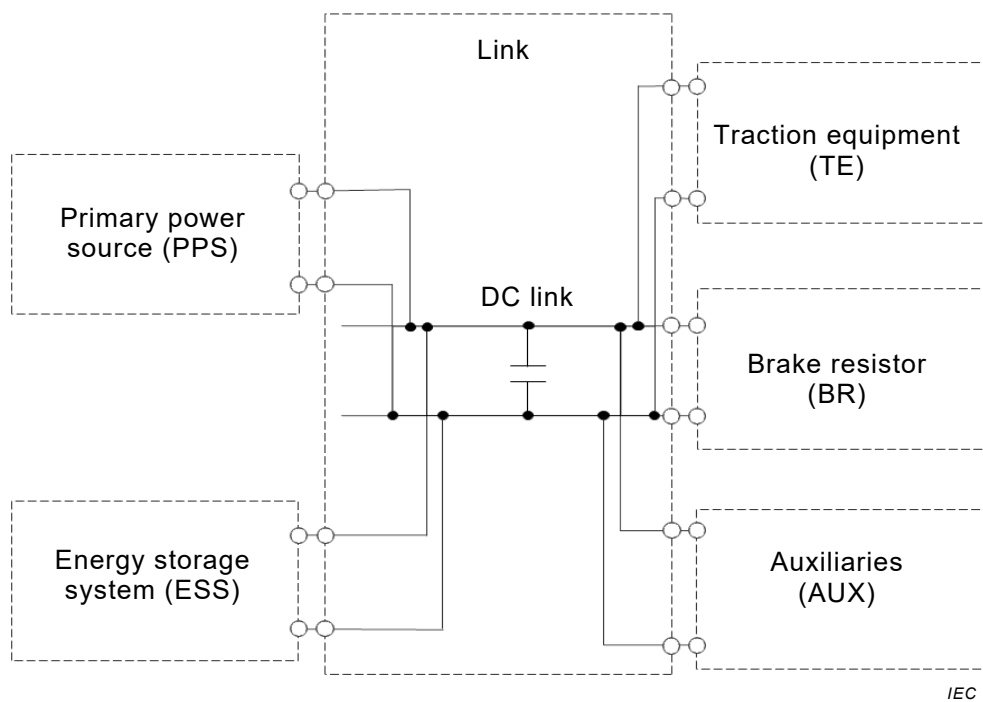 Link
Traction equipment
(TE)
Primary power
source (PPS)
DC link
Brake resistor
(BR)
Energy storage
system (ESS)
Auxiliaries
(AUX)
IEC